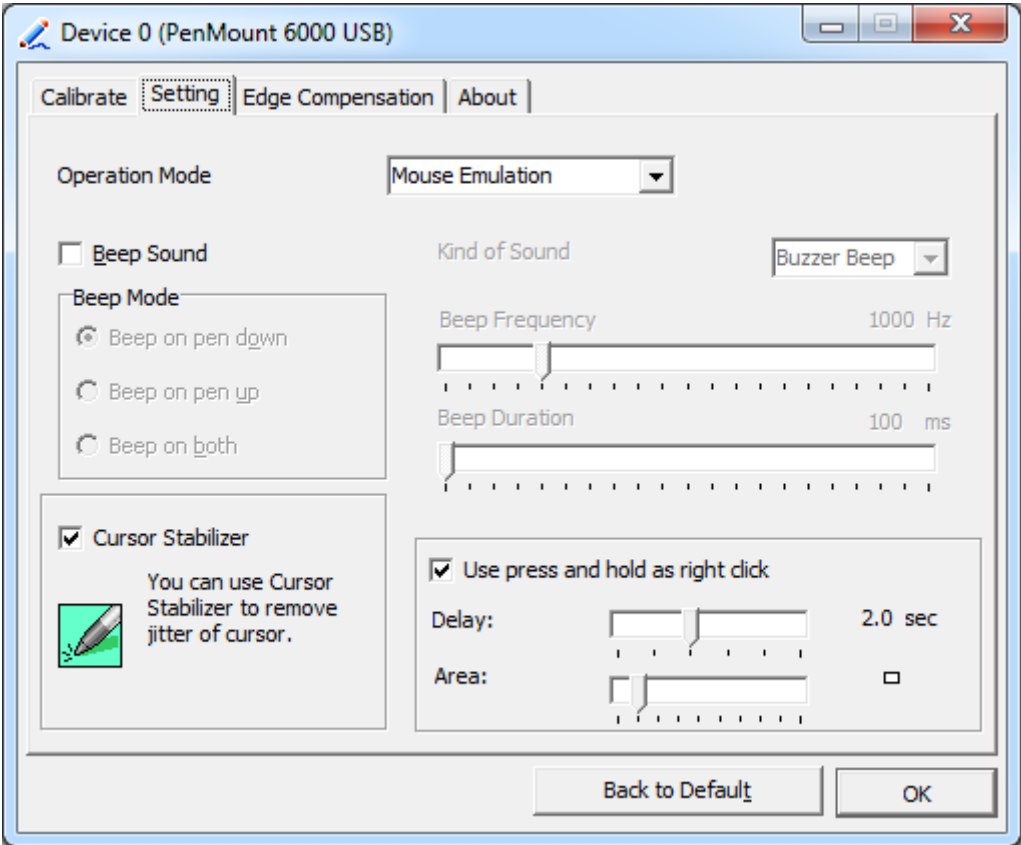 Device 0 (PenMount 6000 USB)
Calibrate Setting Edge Compensation About
Operation Mode Mouse Emulation
Beep Sound Kind of Sound Buzzer Beep
Beep Mode
Beep on pen down
Beep on pen up
Beep on both
Beep Frequency 1000 Hz
Beep Duration 100 ms
Cursor Stabilizer
You can use Cursor
Stabilizer to remove
jitter of cursor.
Use press and hold as right click
Delay: 2.0 sec
Area:
Back to Default OK